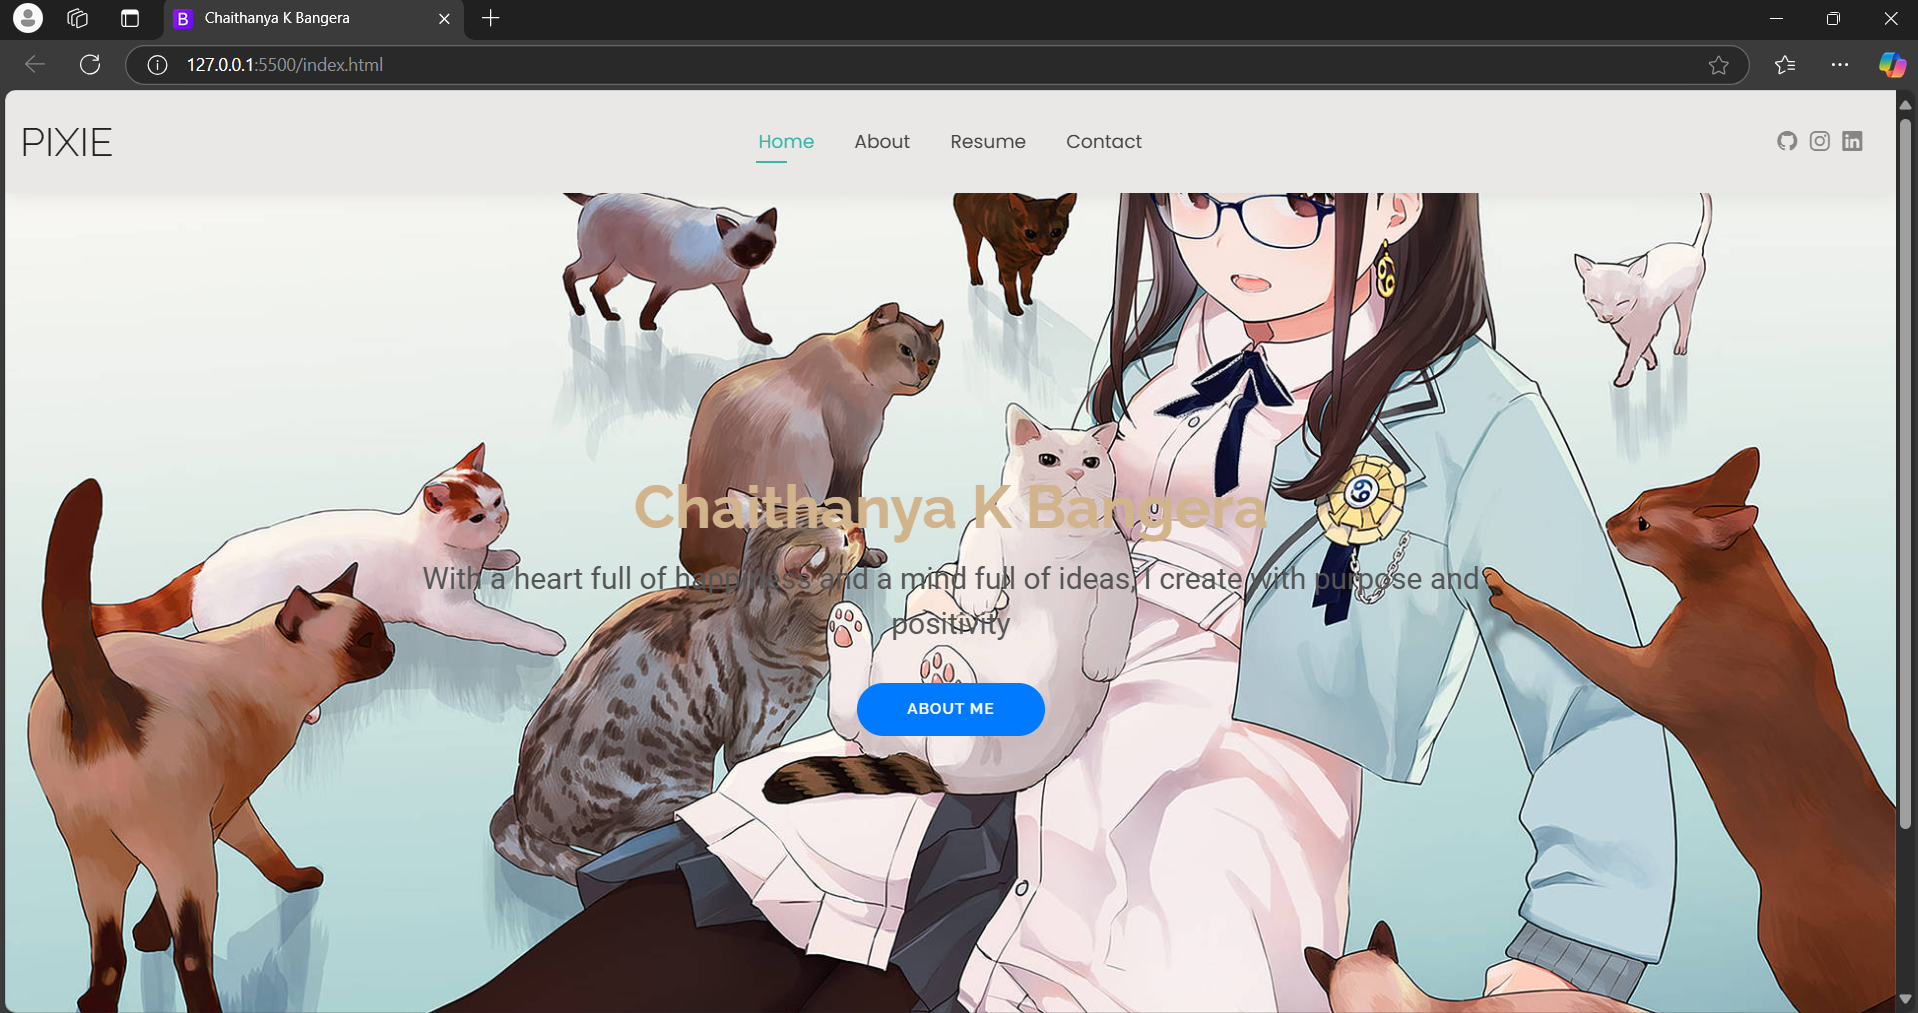 Chaithanya K Bangera
127.0.0.1:5500/index.html
PIXIE
Home About Resume Contact
Chaithanya K Bangera
With a heart full of happiness and a mind full of ideas, I create with purpose and
positivity
ABOUT ME